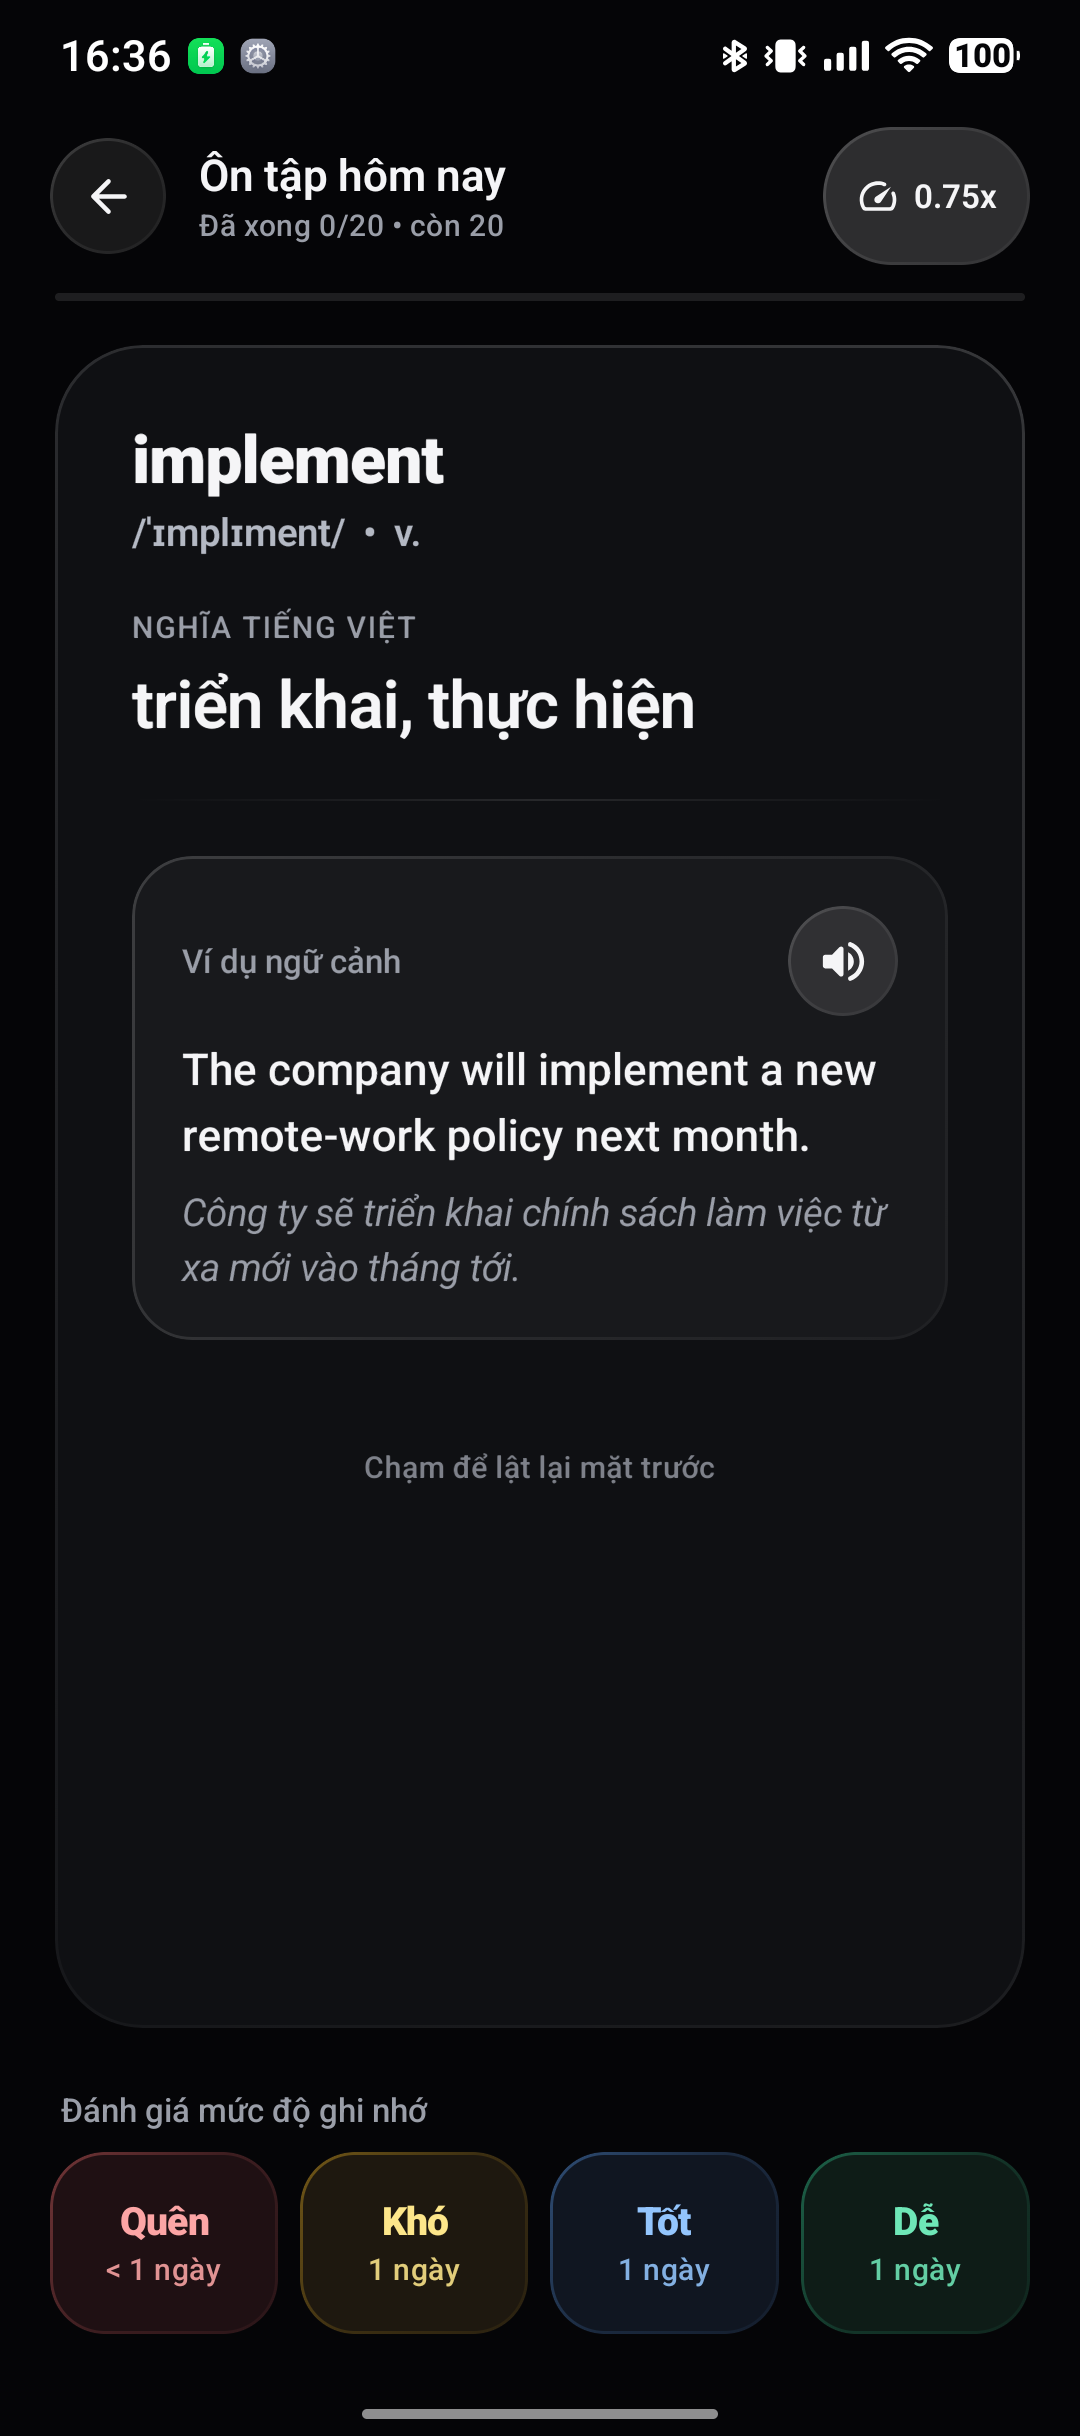 16:36
100
Ôn tập hôm nay
Đã xong 0/20 • còn 20
0.75x
implement
/ˈɪmplɪment/ • v.
NGHĨA TIẾNG VIỆT
triển khai, thực hiện
Ví dụ ngữ cảnh
The company will implement a new
remote-work policy next month.
Công ty sẽ triển khai chính sách làm việc từ
xa mới vào tháng tới.
Chạm để lật lại mặt trước
Đánh giá mức độ ghi nhớ
Quên
< 1 ngày
Khó
1 ngày
Tốt
1 ngày
Dễ
1 ngày